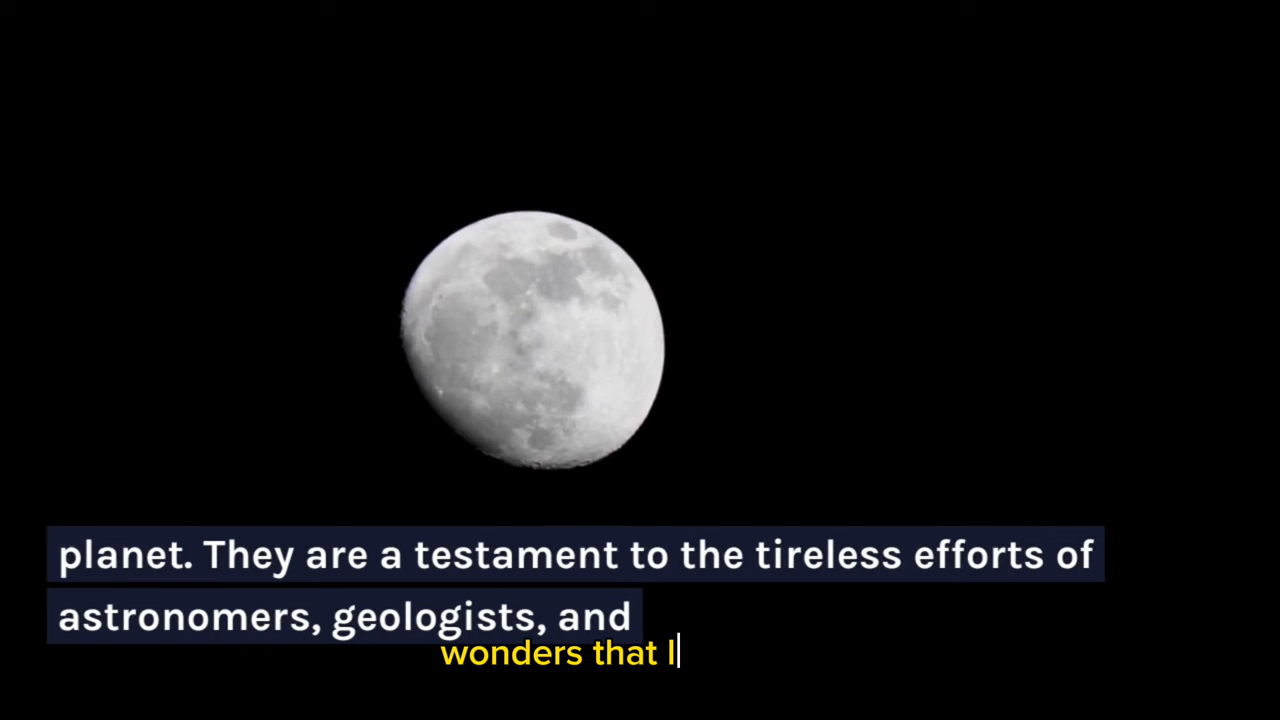 planet. They are a testament to the tireless efforts of
astronomers, geologists, and
wonders that l